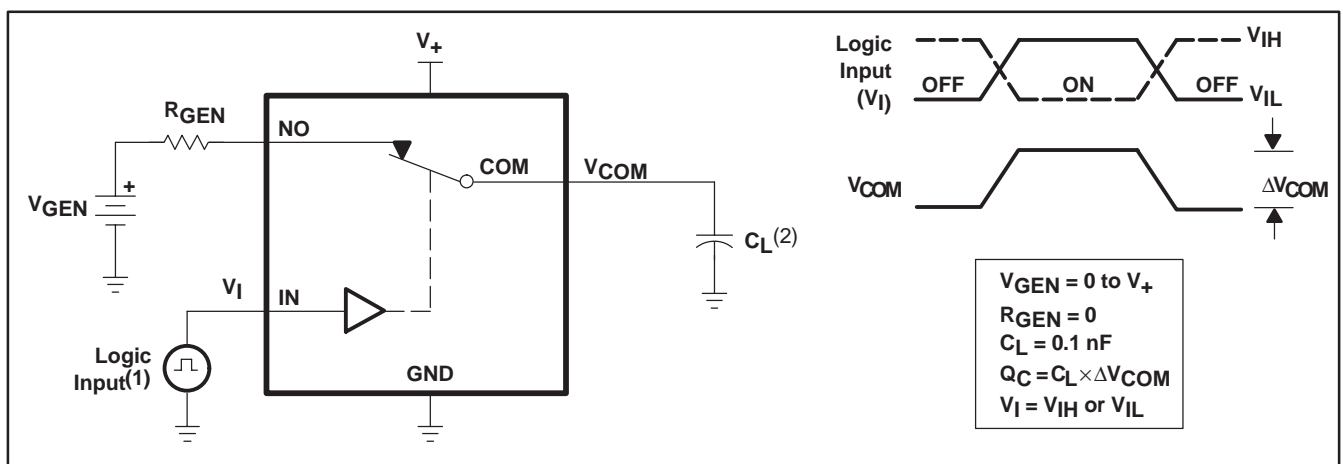 V+
RGEN
NO
COM
VCOM
VGEN
+
CL(2)
VI
IN
Logic
Input(1)
GND
Logic
Input
(VI)
VIH
OFF
ON
OFF
VIL
VCOM
ΔVCOM
VGEN = 0 to V+
RGEN = 0
CL = 0.1 nF
QC = CL × ΔVCOM
VI = VIH or VIL